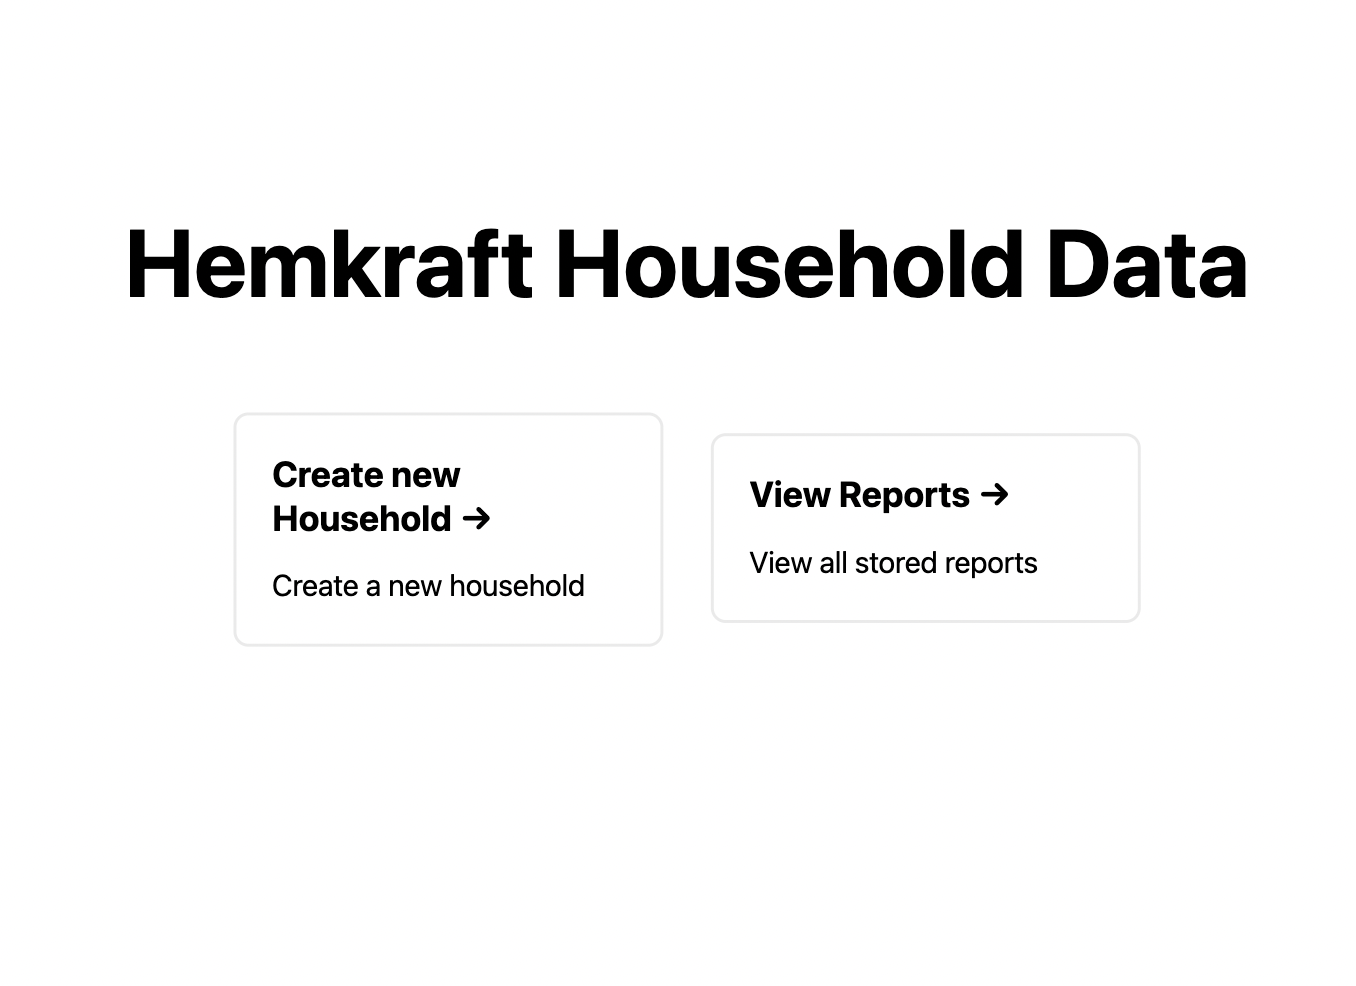 Hemkraft Household Data
Create new
Household →
Create a new household
View Reports →
View all stored reports